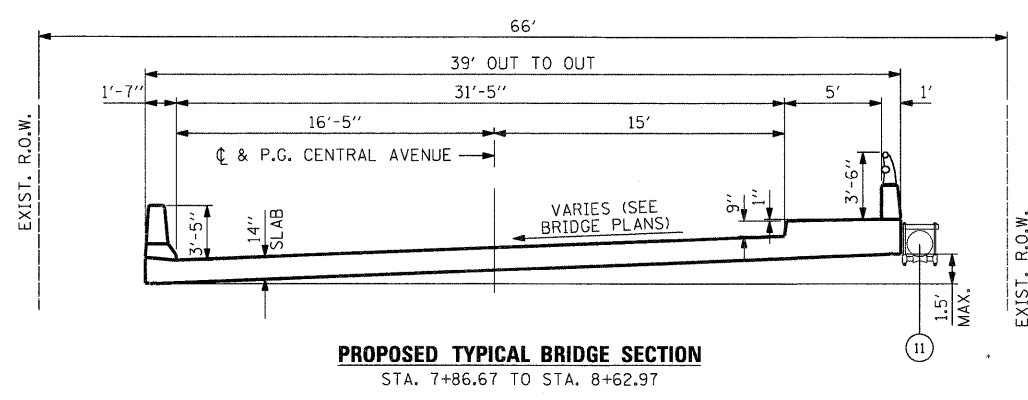 66'
39' OUT TO OUT
1'-7" 31'-5" 5' 1'
16'-5" 15'
℄ & P.G. CENTRAL AVENUE
EXIST. R.O.W.
3'-5"
14" SLAB
VARIES (SEE
BRIDGE PLANS)
9"
1"
3'-6"
1.5'
MAX.
EXIST. R.O.W.
11
PROPOSED TYPICAL BRIDGE SECTION
STA. 7+86.67 TO STA. 8+62.97